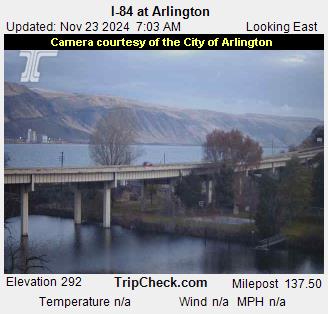 I-84 at Arlington
Updated: Nov 23 2024 7:03 AM Looking East
Camera courtesy of the City of Arlington
Elevation 292 TripCheck.com Milepost 137.50
Temperature n/a Wind n/a MPH n/a